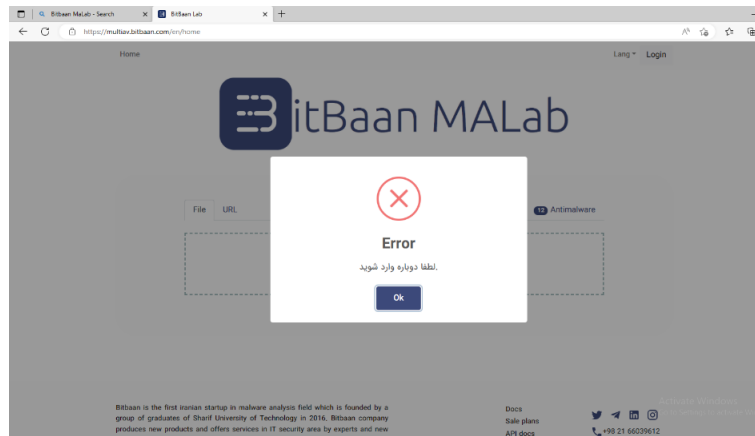 Bitbaan MaLab - Search
BitBaan Lab
https://multiav.bitbaan.com/en/home
Home
Lang
Login
BitBaan MALab
File
URL
12 Antimalware
Error
لطفا دوباره وارد شوید.
Ok
Bitbaan is the first iranian startup in malware
analysis field which is founded by a
group of graduates of Sharif University of Technology in 2016. Bitbaan company
produces new products and offers services in IT security area by experts and new
Docs
Sale plans
API docs
+98 21 66039612
Activate Windows